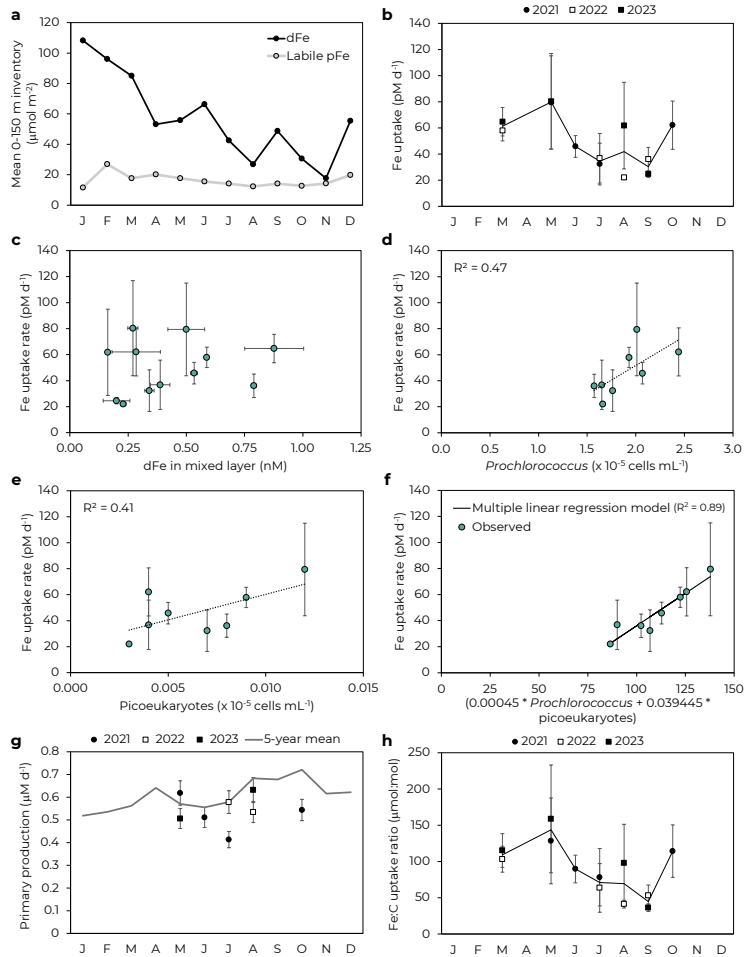 a
Mean 0-150 m inventory
(μmol m-2)
120
100
80
60
40
20
0
dFe
Labile pFe
J F M A M J J A S O N D
b
2021 2022 2023
Fe uptake (pM d-1)
140
120
100
80
60
40
20
0
J F M A M J J A S O N D
c
Fe uptake rate (pM d-1)
140
120
100
80
60
40
20
0
0.00 0.25 0.50 0.75 1.00 1.25
dFe in mixed layer (nM)
d
Fe uptake rate (pM d-1)
140
120
100
80
60
40
20
0
R² = 0.47
0.0 0.5 1.0 1.5 2.0 2.5 3.0
Prochlorococcus (x 10-5 cells mL-1)
e
Fe uptake rate (pM d-1)
140
120
100
80
60
40
20
0
R² = 0.41
0.000 0.005 0.010 0.015
Picoeukaryotes (x 10-5 cells mL-1)
f
Fe uptake rate (pM d-1)
140
120
100
80
60
40
20
0
Multiple linear regression model (R² = 0.89)
Observed
0 25 50 75 100 125 150
(0.00045 * Prochlorococcus + 0.039445 *
picoeukaryotes)
g
2021 2022 2023 5-year mean
Primary production (μM d-1)
0.8
0.7
0.6
0.5
0.4
0.3
0.2
0.1
0
J F M A M J J A S O N D
h
2021 2022 2023
Fe:C uptake ratio (μmol:mol)
250
200
150
100
50
0
J F M A M J J A S O N D